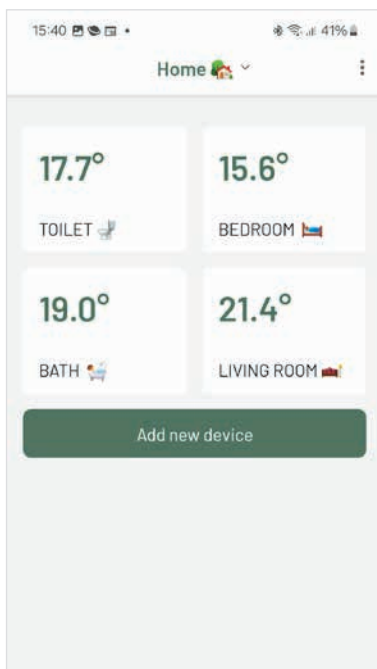 15:40 41%
Home
17.7° 15.6°
TOILET BEDROOM
19.0° 21.4°
BATH LIVING ROOM
Add new device